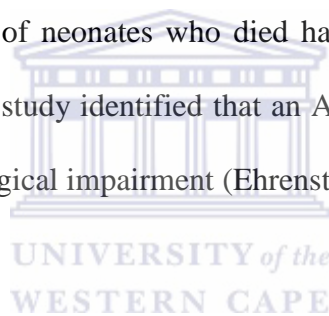 of neonates who died ha
study identified that an A
gical impairment (Ehrenst
UNIVERSITY of the
WESTERN CAPE